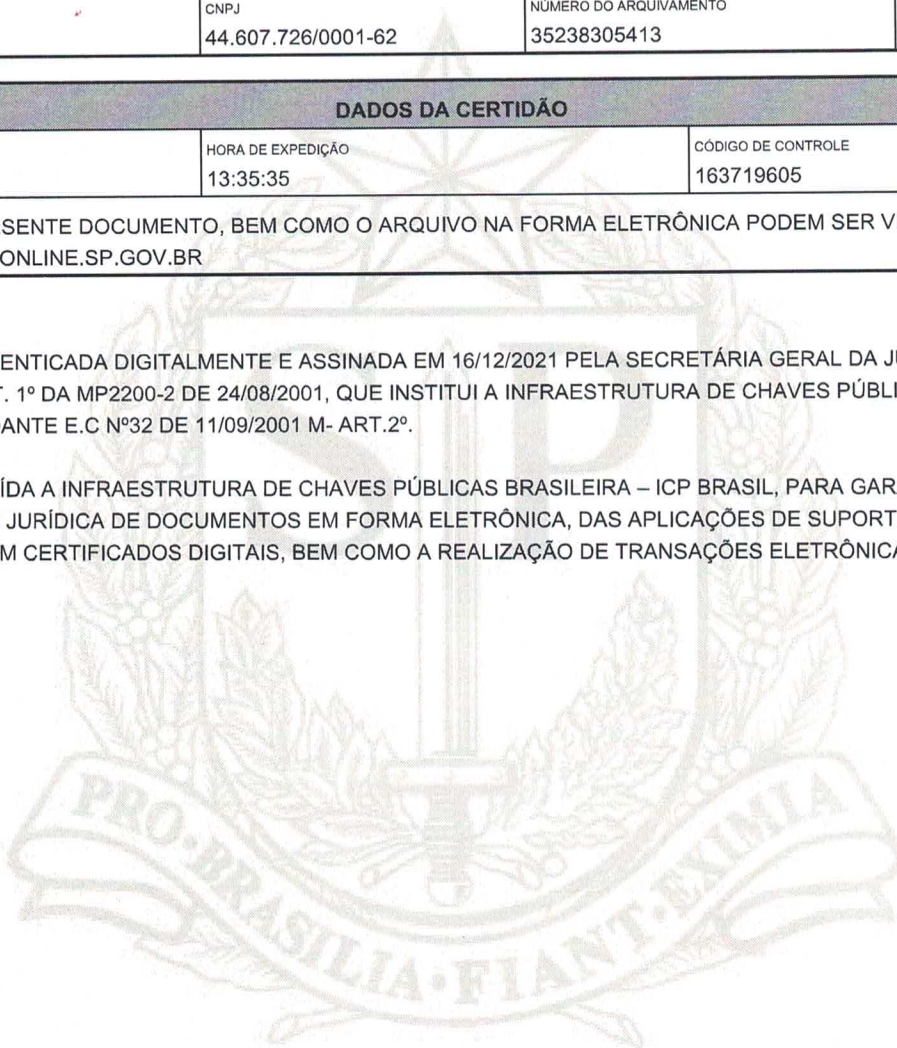 CNPJ
NÚMERO DO ARQUIVAMENTO
44.607.726/0001-62
35238305413
DADOS DA CERTIDÃO
HORA DE EXPEDIÇÃO
CÓDIGO DE CONTROLE
13:35:35
163719605
SENTE DOCUMENTO, BEM COMO O ARQUIVO NA FORMA ELETRÔNICA PODEM SER V
ONLINE.SP.GOV.BR
ENTICADA DIGITALMENTE E ASSINADA EM 16/12/2021 PELA SECRETÁRIA GERAL DA J
T. 1º DA MP2200-2 DE 24/08/2001, QUE INSTITUI A INFRAESTRUTURA DE CHAVES PÚBLI
ANTE E.C Nº32 DE 11/09/2001 M- ART.2º.
ÍDA A INFRAESTRUTURA DE CHAVES PÚBLICAS BRASILEIRA – ICP BRASIL, PARA GAR
JURÍDICA DE DOCUMENTOS EM FORMA ELETRÔNICA, DAS APLICAÇÕES DE SUPORT
M CERTIFICADOS DIGITAIS, BEM COMO A REALIZAÇÃO DE TRANSAÇÕES ELETRÔNICA
SP
PRO•BRASILIA•FIANT•EXIMIA